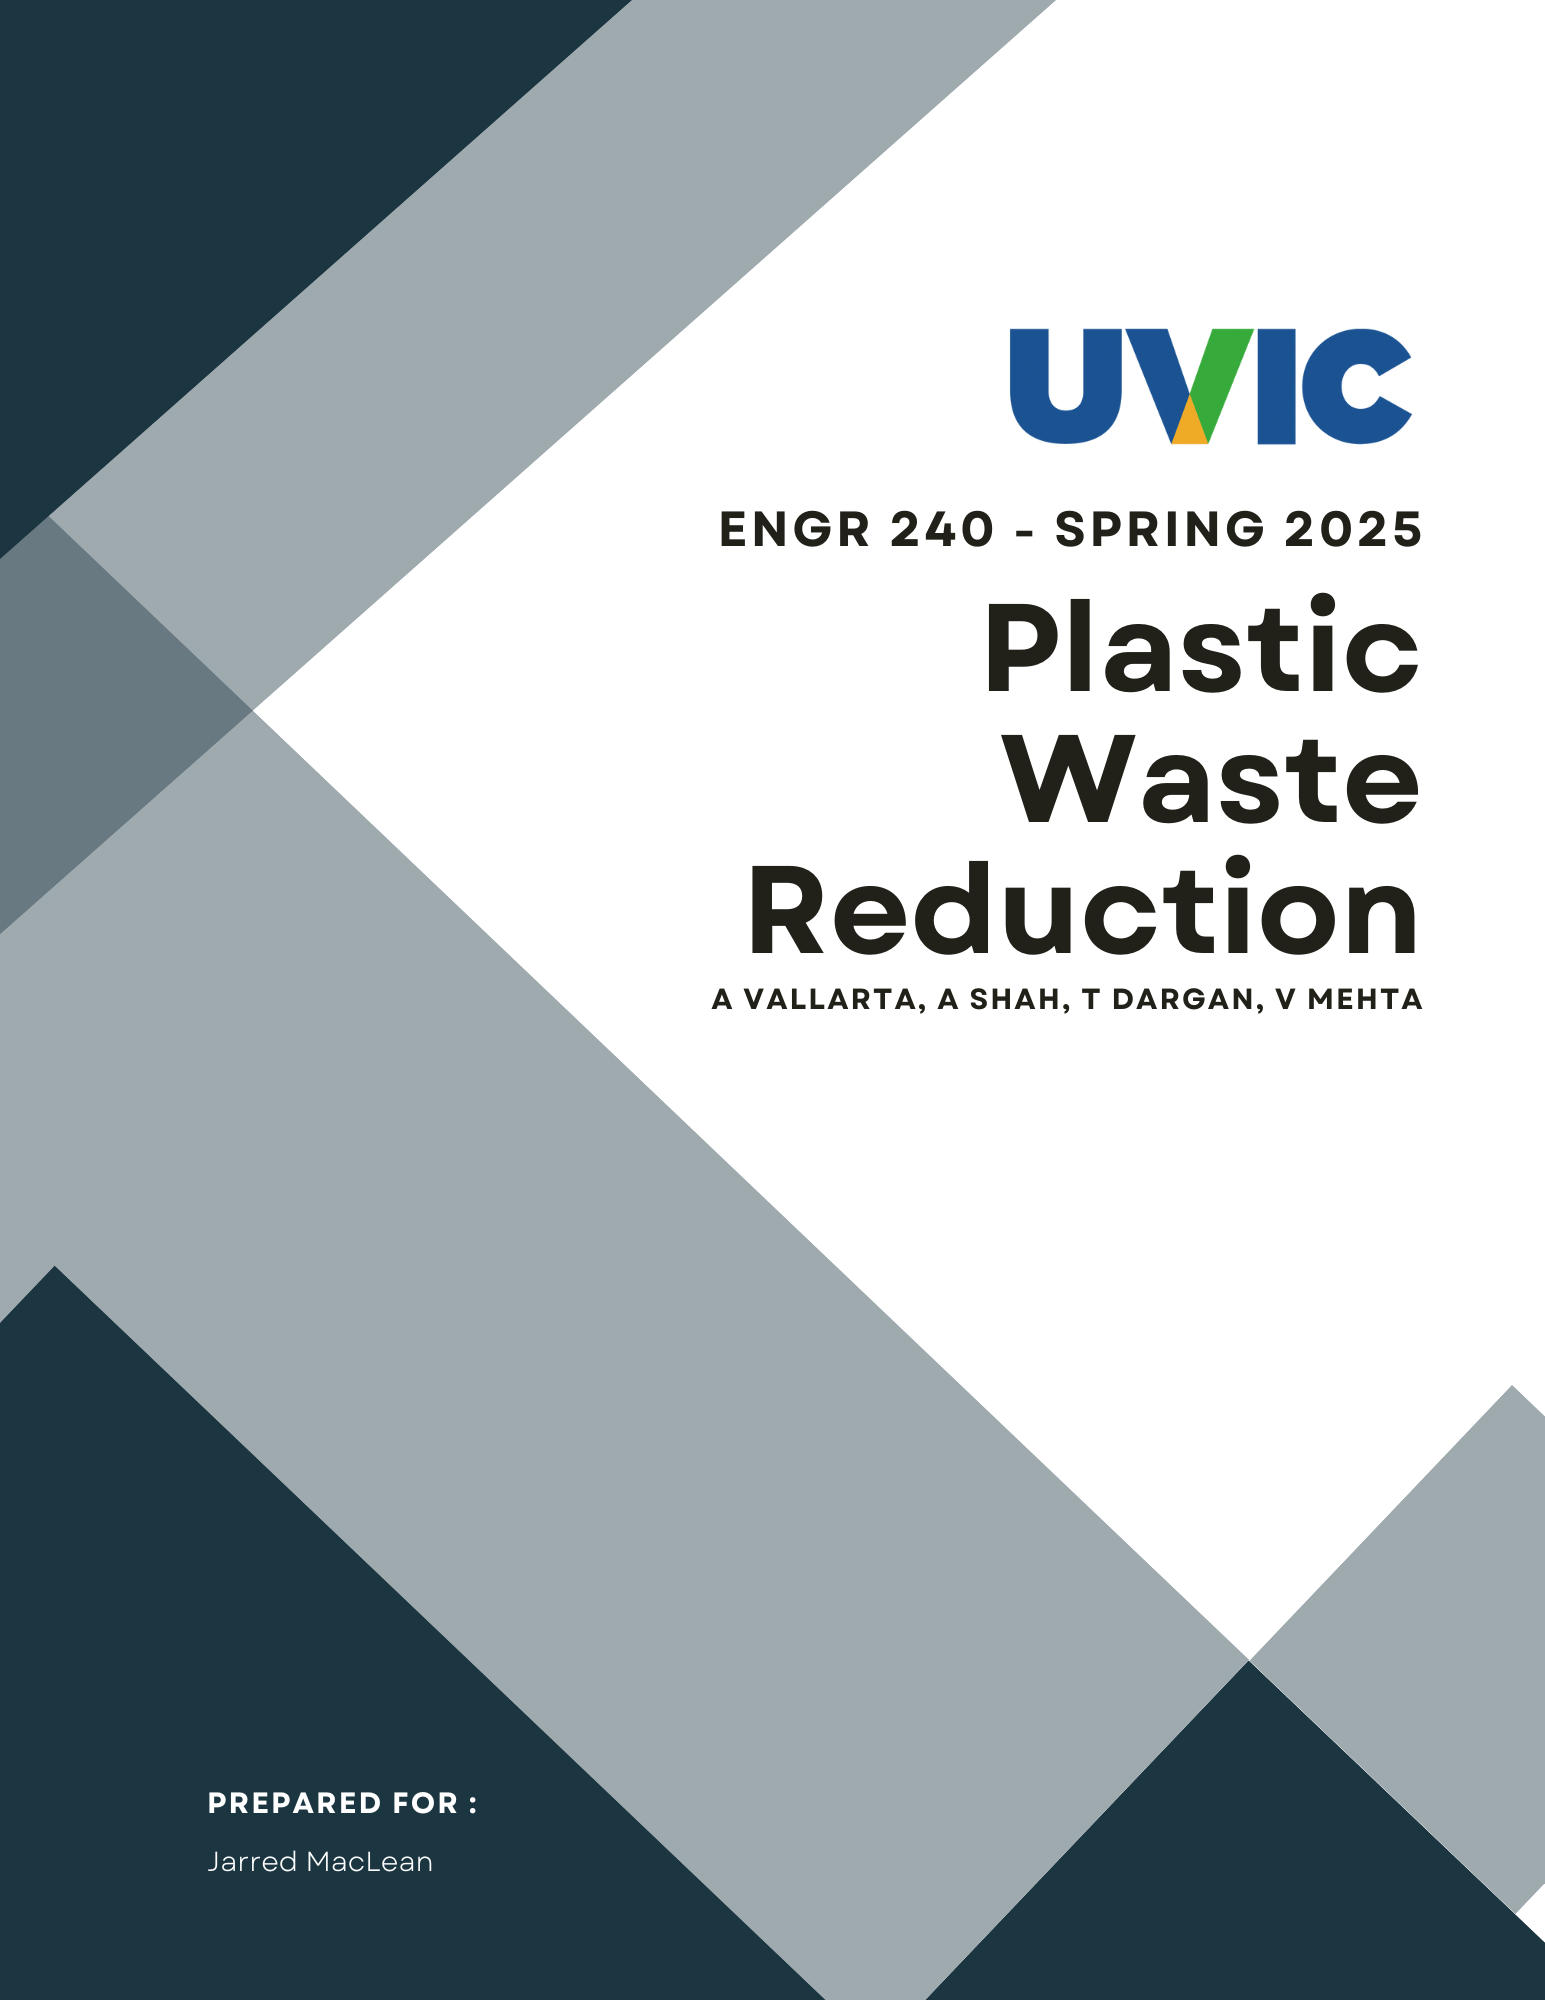 UVIC
ENGR 240 - SPRING 2025
Plastic
Waste
Reduction
A VALLARTA, A SHAH, T DARGAN, V MEHTA
PREPARED FOR :
Jarred MacLean